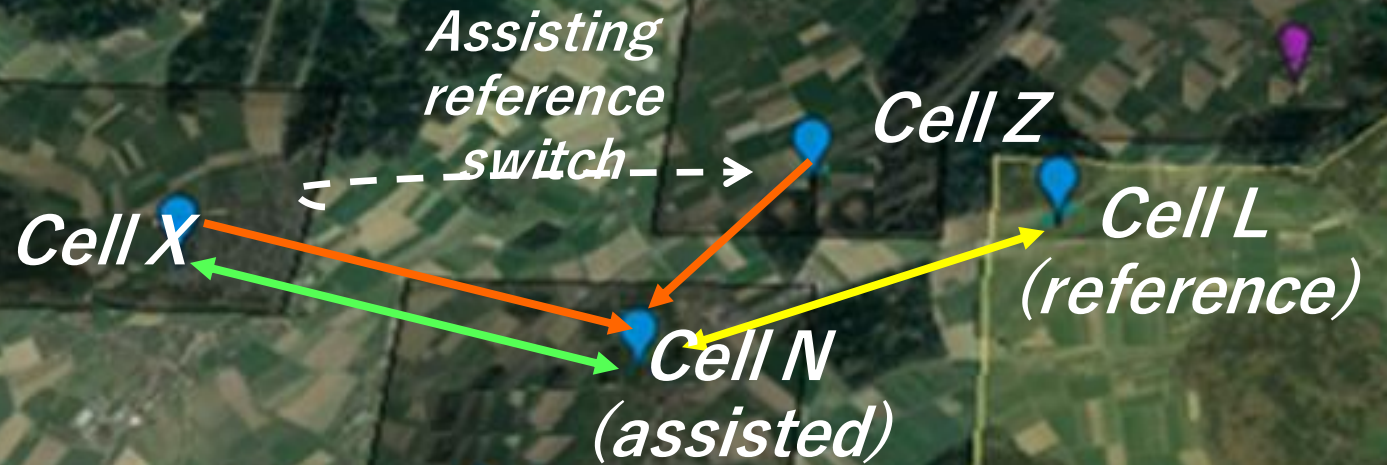 Assisting
reference
switch
Cell Z
Cell X
Cell L
(reference)
Cell N
(assisted)